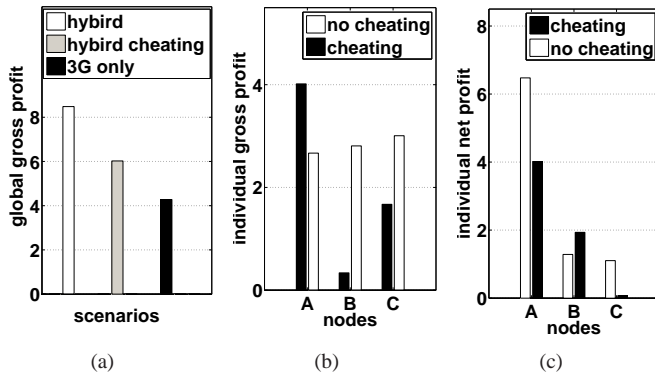 hybird
hybird cheating
3G only
global gross profit
8
6
4
2
0
scenarios
(a)
no cheating
cheating
individual gross profit
4
2
0
A B C
nodes
(b)
cheating
no cheating
individual net profit
6
4
2
0
A B C
nodes
(c)